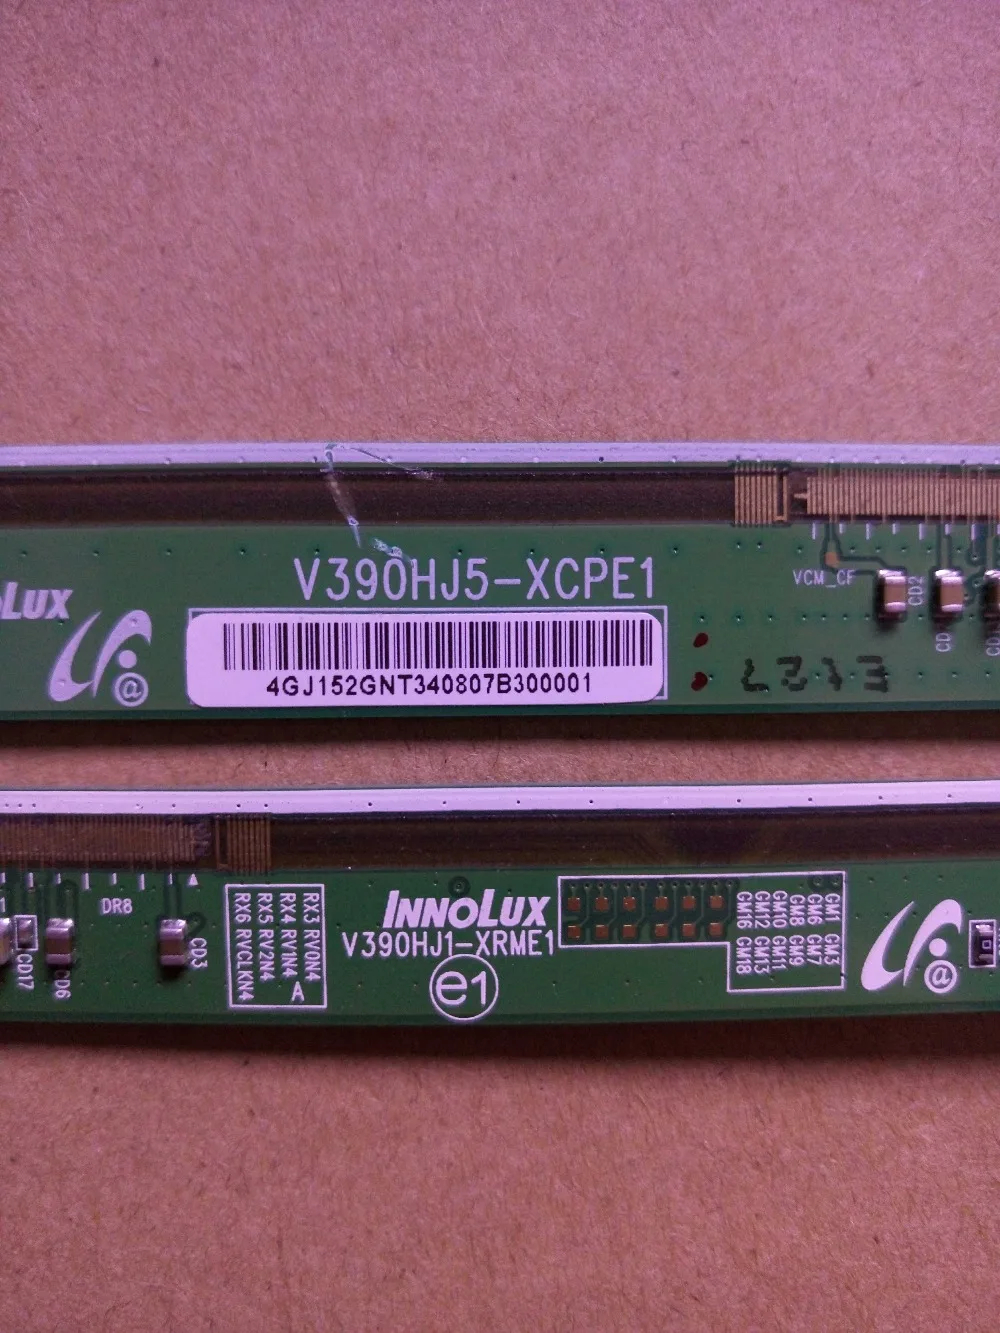 V390HJ5-XCPE1
VCM_CF
CD2
Lux
@
4GJ152GNT340807B300001
E127
DR8
CD17
CD6
CD3
RX3 RV0N4
RX4 RV1N4
RX5 RV2N4
RX6 RVCLKN4
A
INNOLUX
V390HJ1-XRME1
e1
GM1 GM3
GM6 GM7
GM8 GM9
GM10 GM11
GM12 GM13
GM16 GM18
@